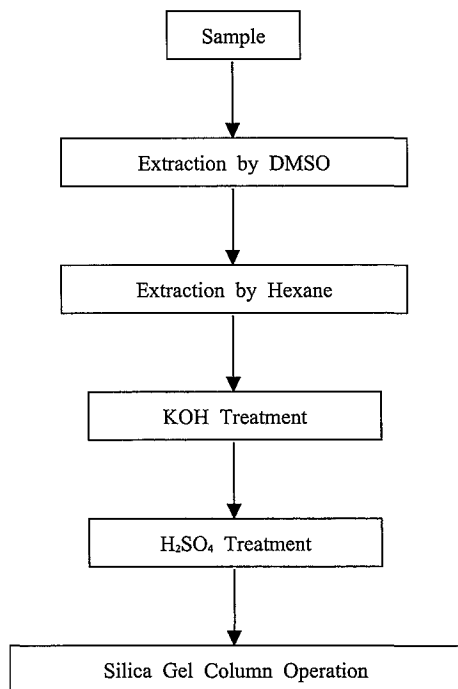 Sample
Extraction by DMSO
Extraction by Hexane
KOH Treatment
H₂SO₄ Treatment
Silica Gel Column Operation